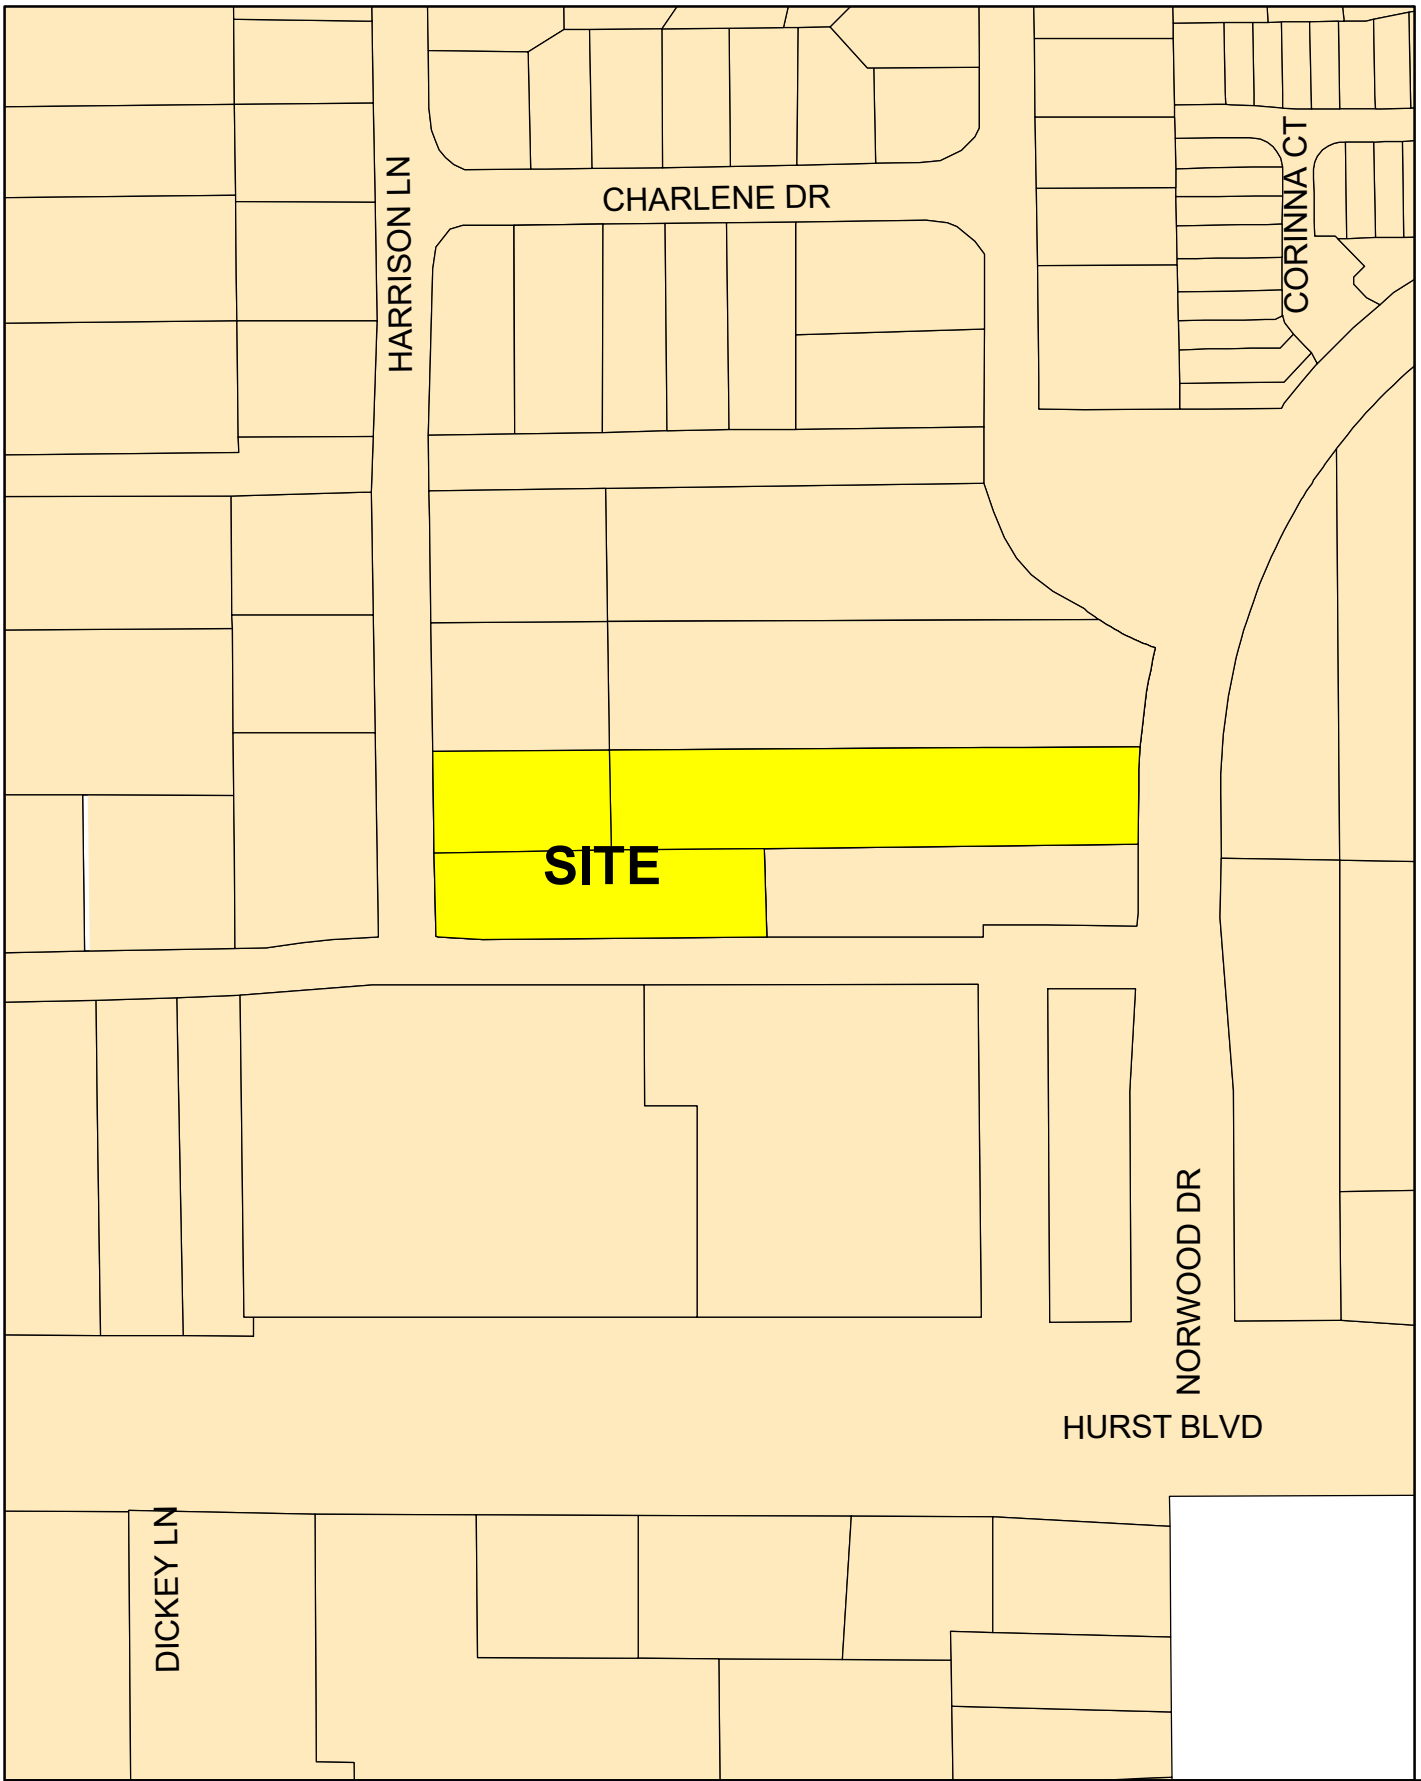 CORINNA CT
HARRISON LN
CHARLENE DR
SITE
NORWOOD DR
HURST BLVD
DICKEY LN